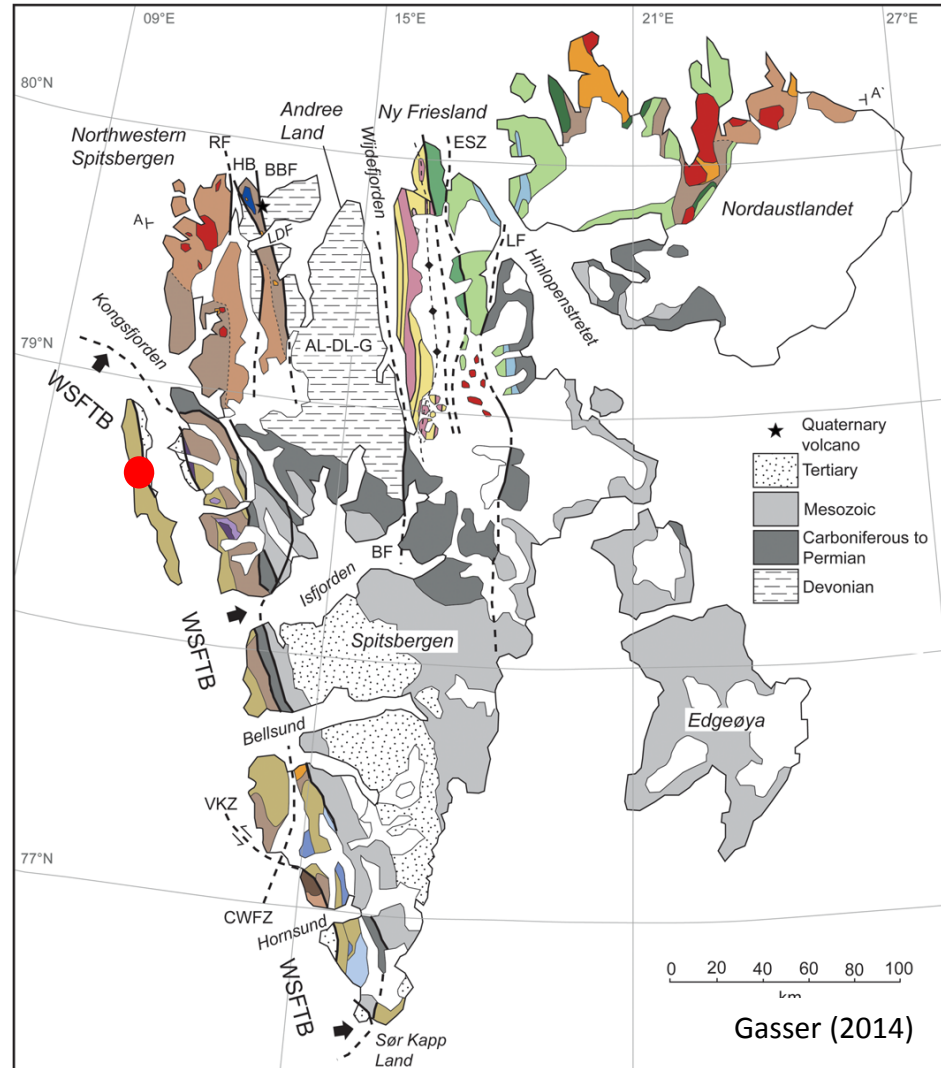 09°E
15°E
21°E
27°E
80°N
Northwestern
Spitsbergen
RF
HB
BBF
Andree
Land
Wijdefjorden
Ny Friesland
ESZ
A`
A
LDF
LF
Hinlopenstretet
Nordaustlandet
Kongsfjorden
79°N
WSFTB
AL-DL-G
Quaternary
volcano
Tertiary
Mesozoic
Carboniferous to
Permian
Devonian
BF
Isfjorden
WSFTB
Spitsbergen
Edgeøya
Bellsund
VKZ
77°N
CWFZ
Hornsund
WSFTB
Sør Kapp
Land
0 20 40 60 80 100
km
Gasser (2014)